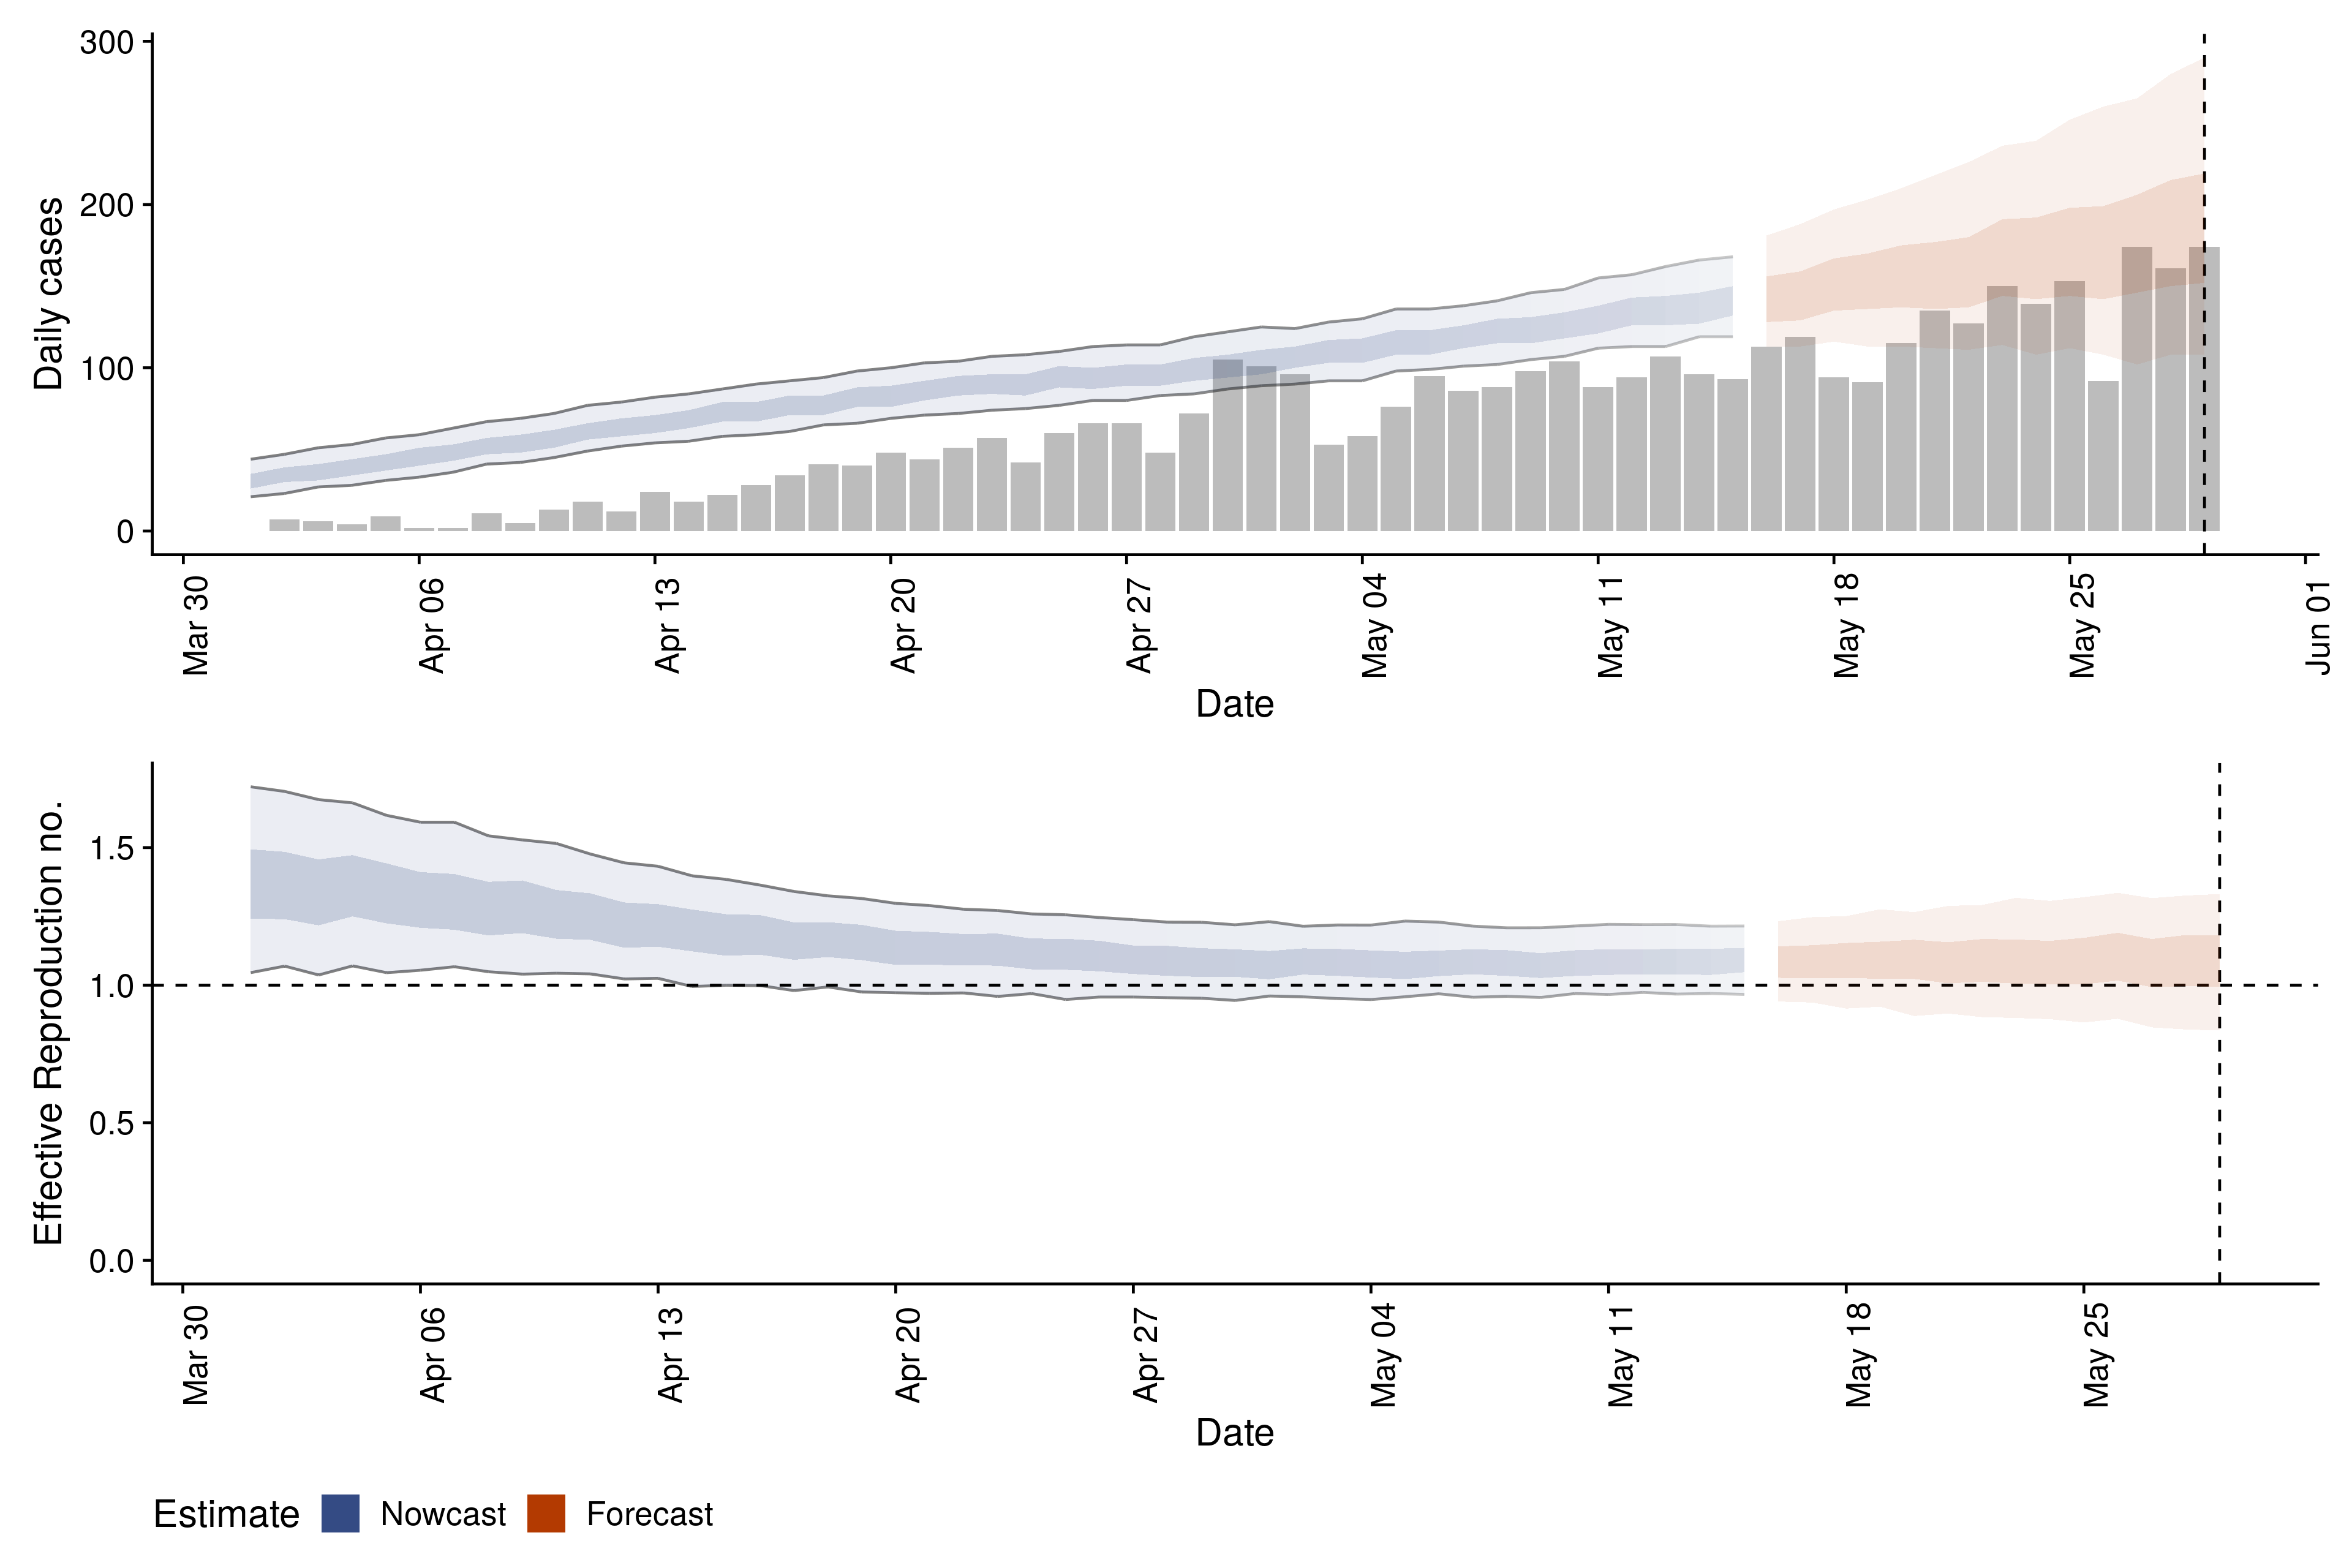 300
200
100
0
Daily cases
Mar 30
Apr 06
Apr 13
Apr 20
Apr 27
May 04
May 11
May 18
May 25
Jun 01
Date
1.5
1.0
0.5
0.0
Effective Reproduction no.
Mar 30
Apr 06
Apr 13
Apr 20
Apr 27
May 04
May 11
May 18
May 25
Date
Estimate Nowcast Forecast